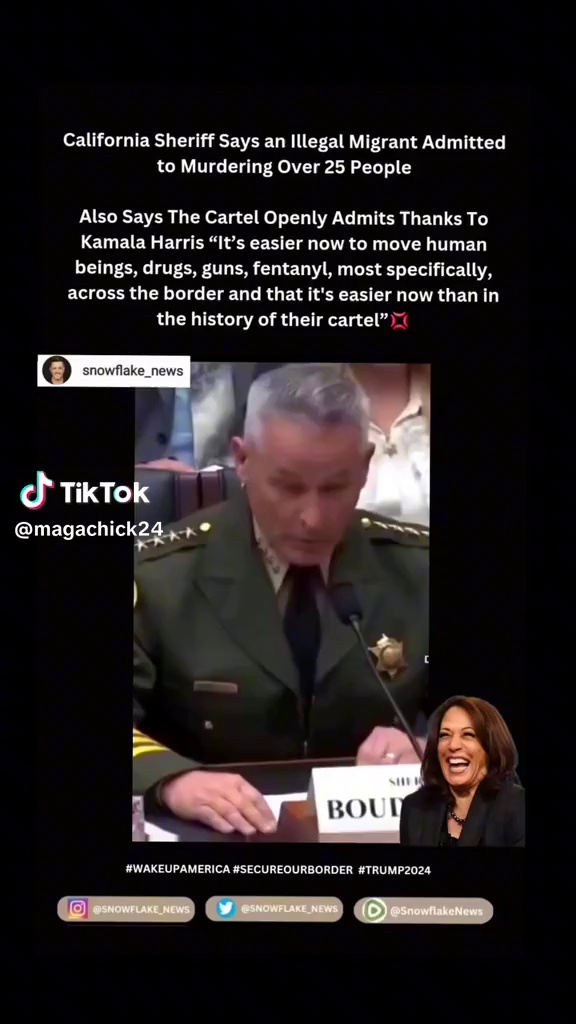 California Sheriff Says an Illegal Migrant Admitted
to Murdering Over 25 People
Also Says The Cartel Openly Admits Thanks To
Kamala Harris “It’s easier now to move human
beings, drugs, guns, fentanyl, most specifically,
across the border and that it's easier now than in
the history of their cartel”
snowflake_news
TikTok
@magachick24
SHER
BOUD
#WAKEUPAMERICA #SECUREOURBORDER #TRUMP2024
@SNOWFLAKE_NEWS
@SNOWFLAKE_NEWS
@SnowflakeNews